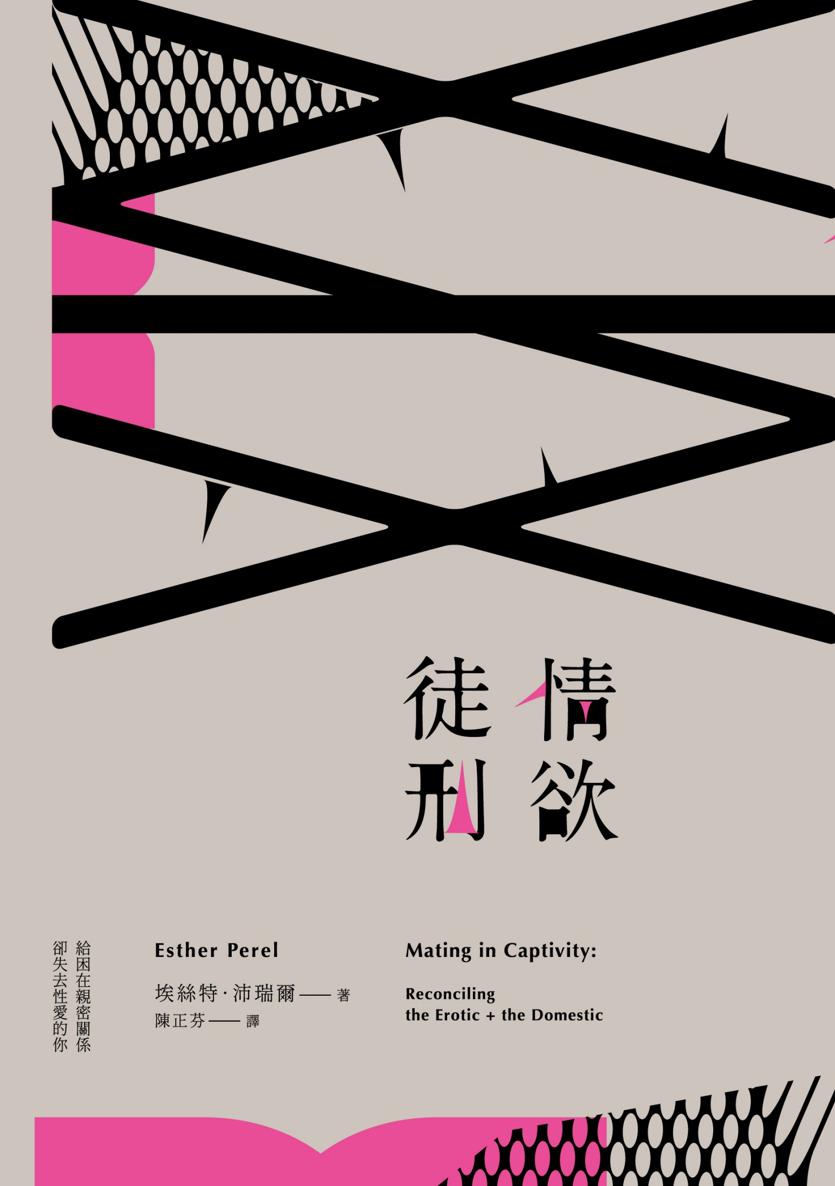 情欲
徒刑
給困在親密關係
卻失去性愛的你
Esther Perel
埃絲特·沛瑞爾——著
陳正芬——譯
Mating in Captivity:
Reconciling
the Erotic + the Domestic